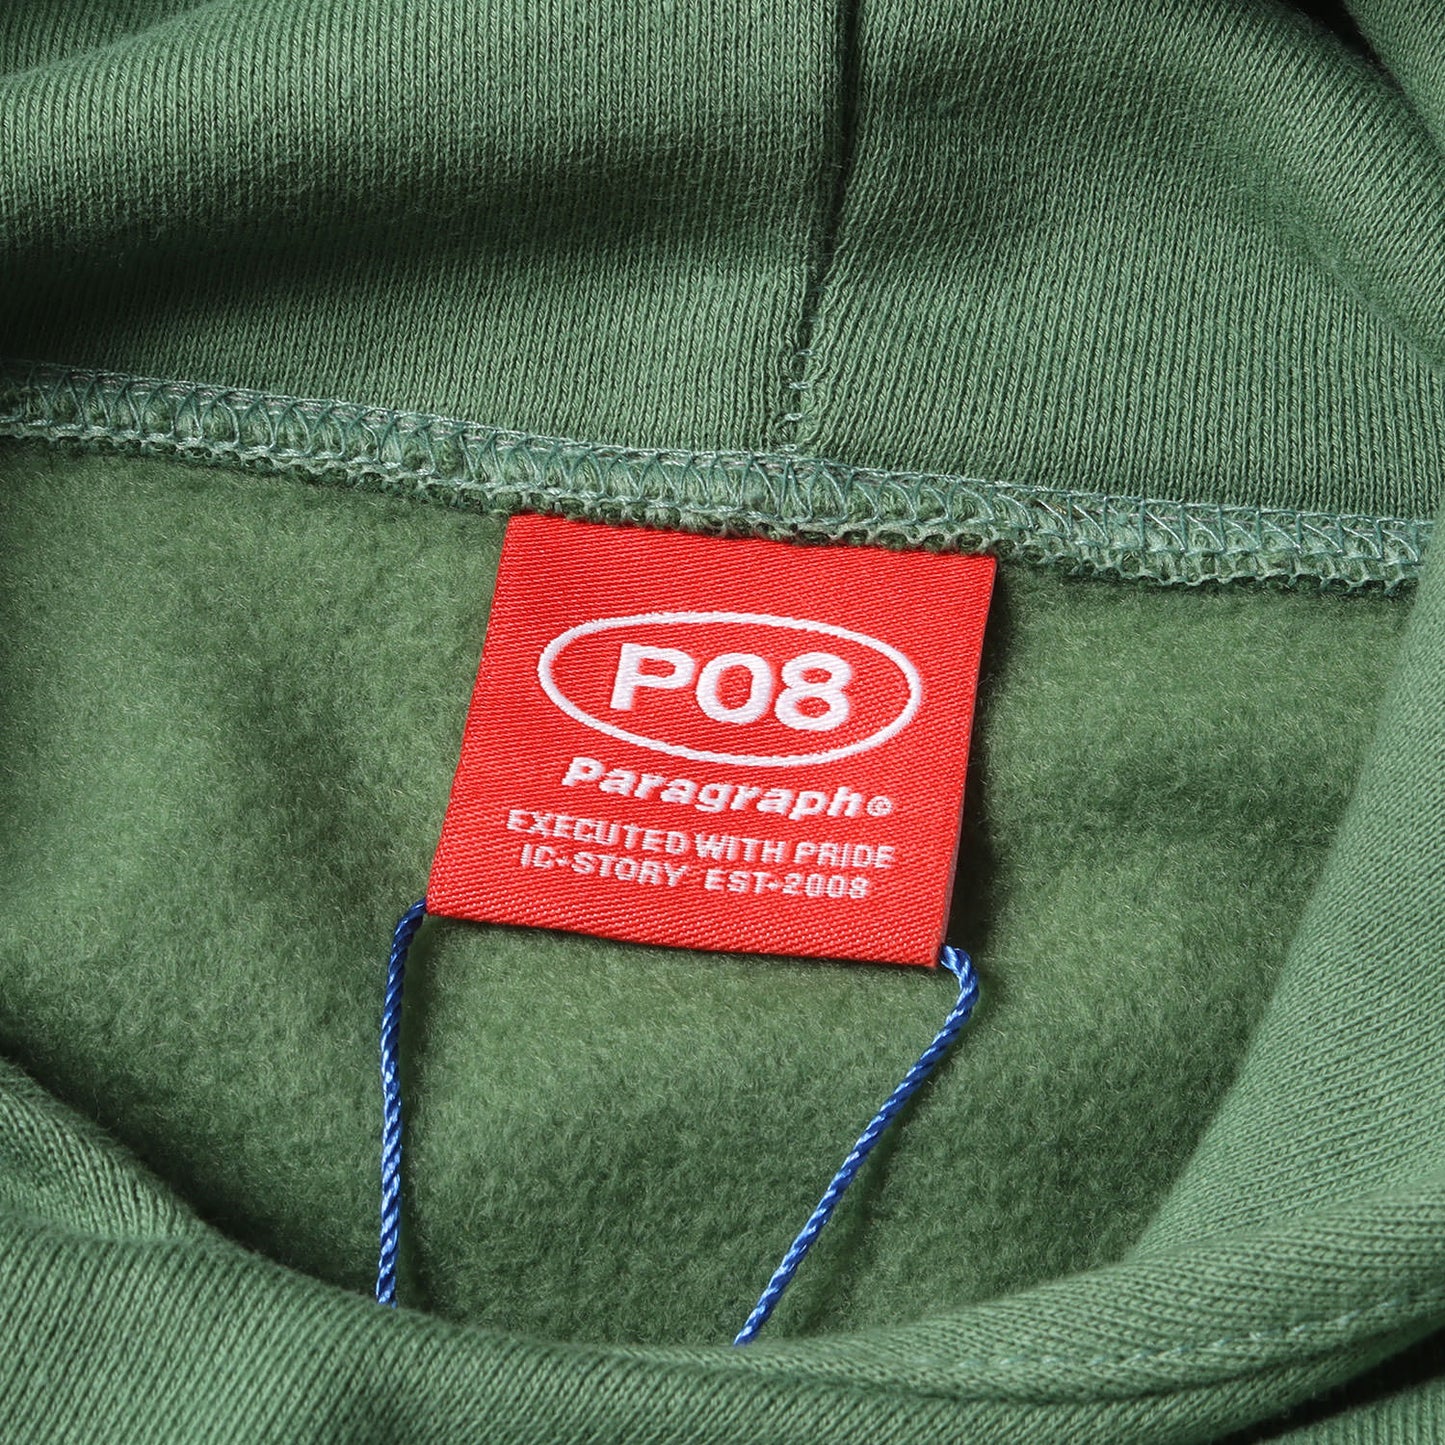 P08
Paragraph©
EXECUTED WITH PRIDE
IC-STORY EST-2008